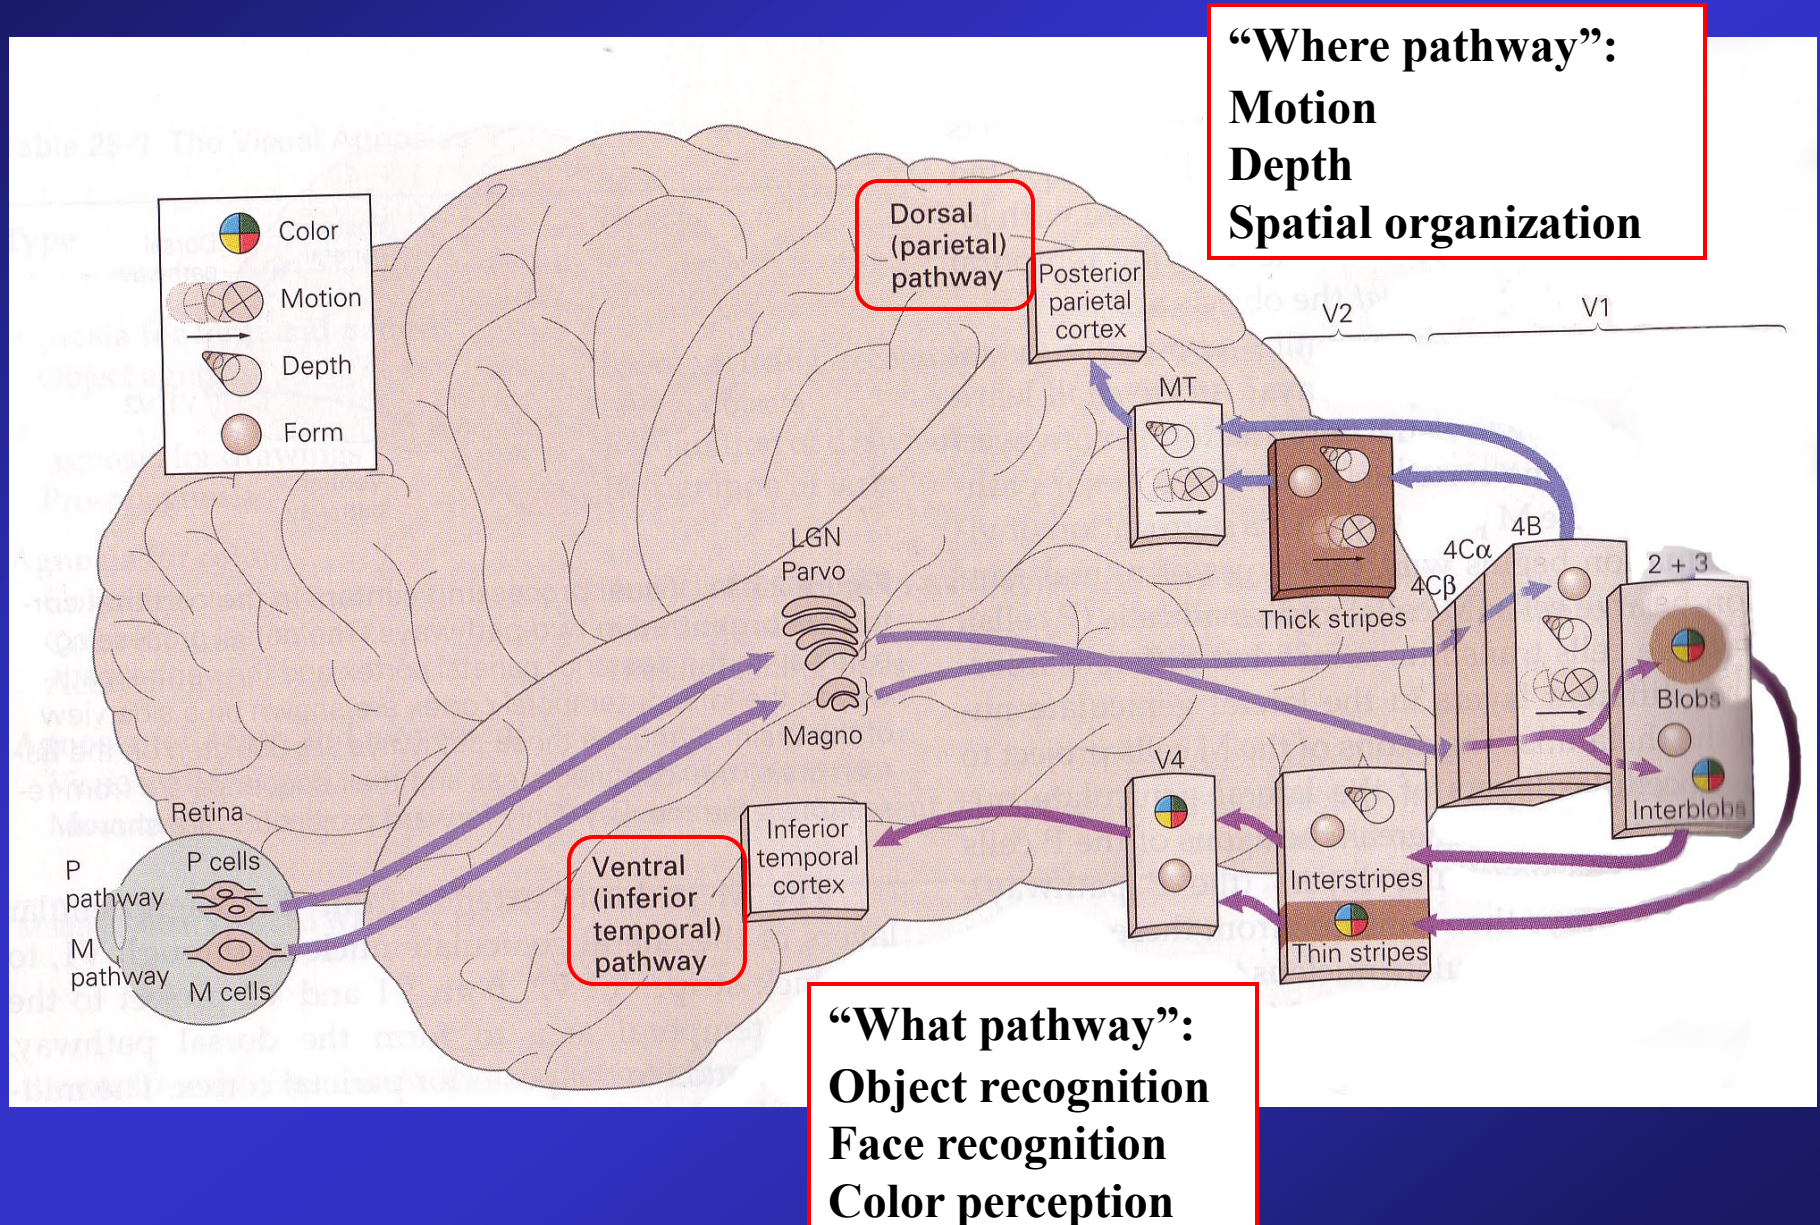 “Where pathway”:
Motion
Depth
Spatial organization
Color
Motion
Depth
Form
Dorsal
(parietal)
pathway
Posterior
parietal
cortex
V2
V1
MT
LGN
Parvo
Magno
Thick stripes
4Cβ
4Cα
4B
2 + 3
Blobs
Interblobs
V4
Interstripes
Thin stripes
Retina
P
pathway
P cells
M
pathway
M cells
Ventral
(inferior
temporal)
pathway
Inferior
temporal
cortex
“What pathway”:
Object recognition
Face recognition
Color perception